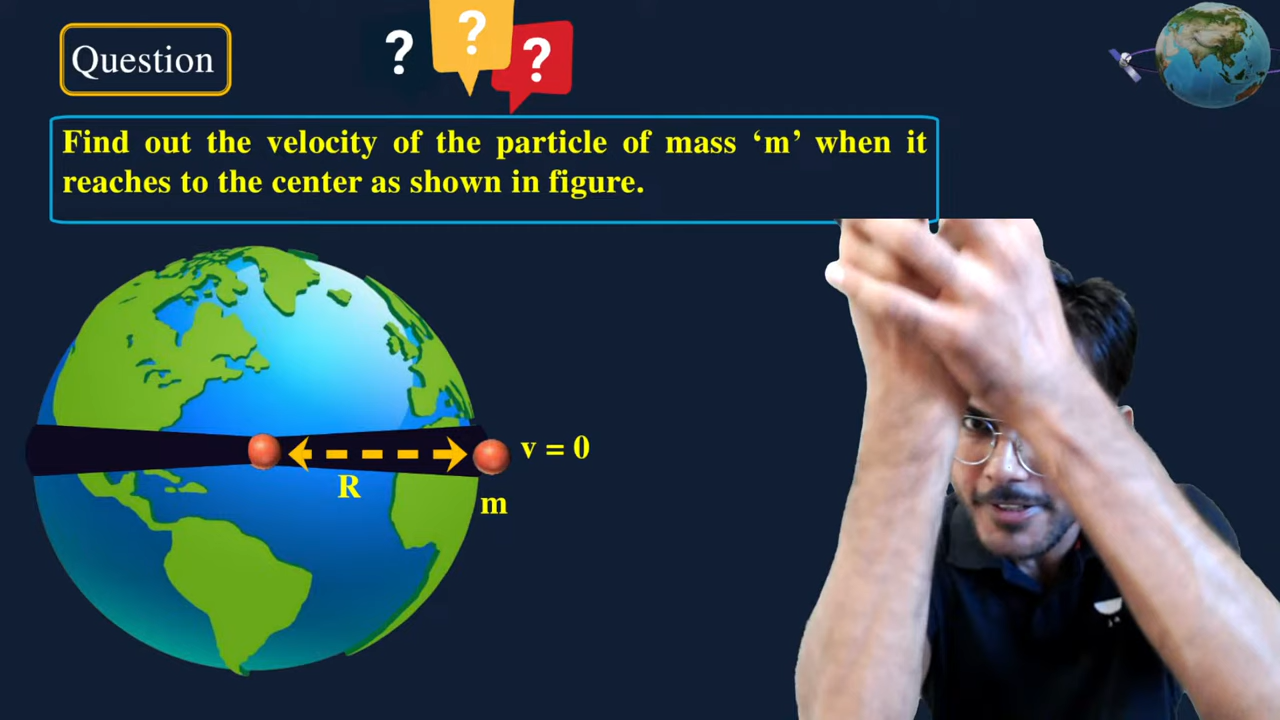 Question
? ? ?
Find out the velocity of the particle of mass ‘m’ when it
reaches to the center as shown in figure.
v = 0
R
m